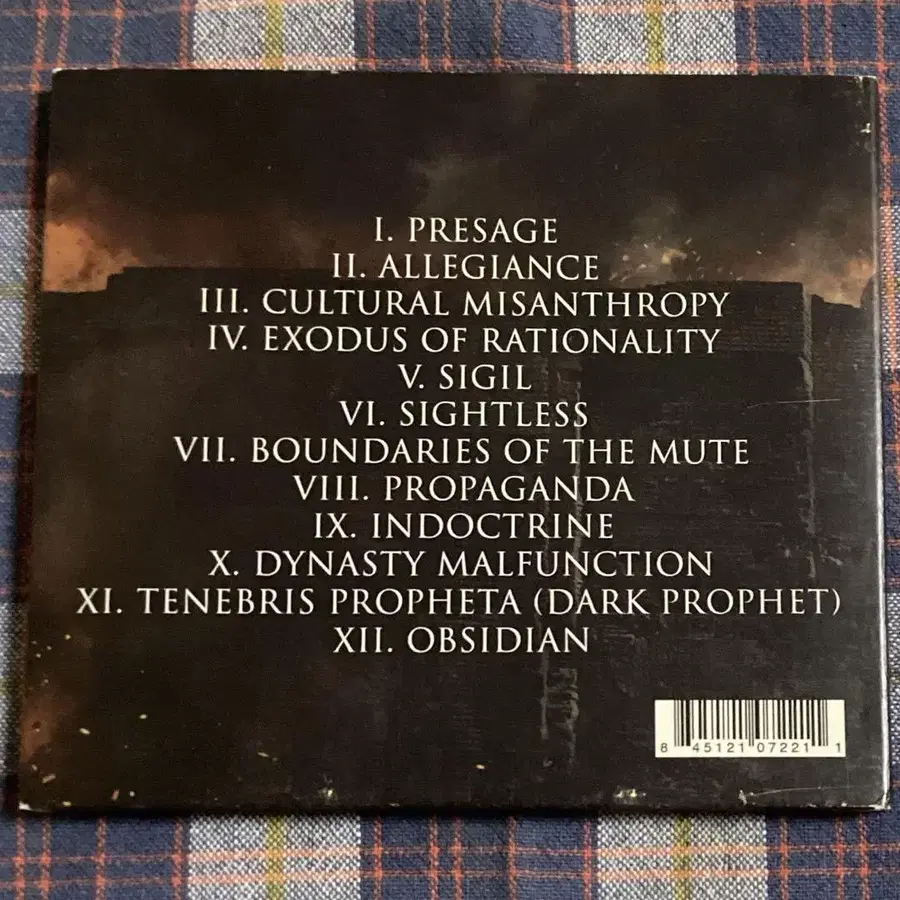 I. PRESAGE
II. ALLEGIANCE
III. CULTURAL MISANTHROPY
IV. EXODUS OF RATIONALITY
V. SIGIL
VI. SIGHTLESS
VII. BOUNDARIES OF THE MUTE
VIII. PROPAGANDA
IX. INDOCTRINE
X. DYNASTY MALFUNCTION
XI. TENEBRIS PROPHETA (DARK PROPHET)
XII. OBSIDIAN
8 45121 07221 1